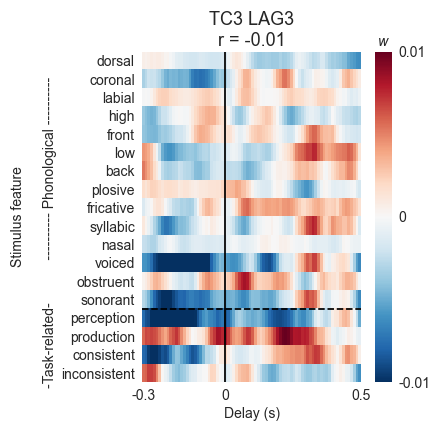 TC3 LAG3
r = -0.01
w
dorsal
coronal
labial
high
front
low
back
plosive
fricative
syllabic
nasal
voiced
obstruent
sonorant
perception
production
consistent
inconsistent
Stimulus feature
------- Phonological ----------
-Task-related-
0.01
0
-0.01
-0.3
0
0.5
Delay (s)